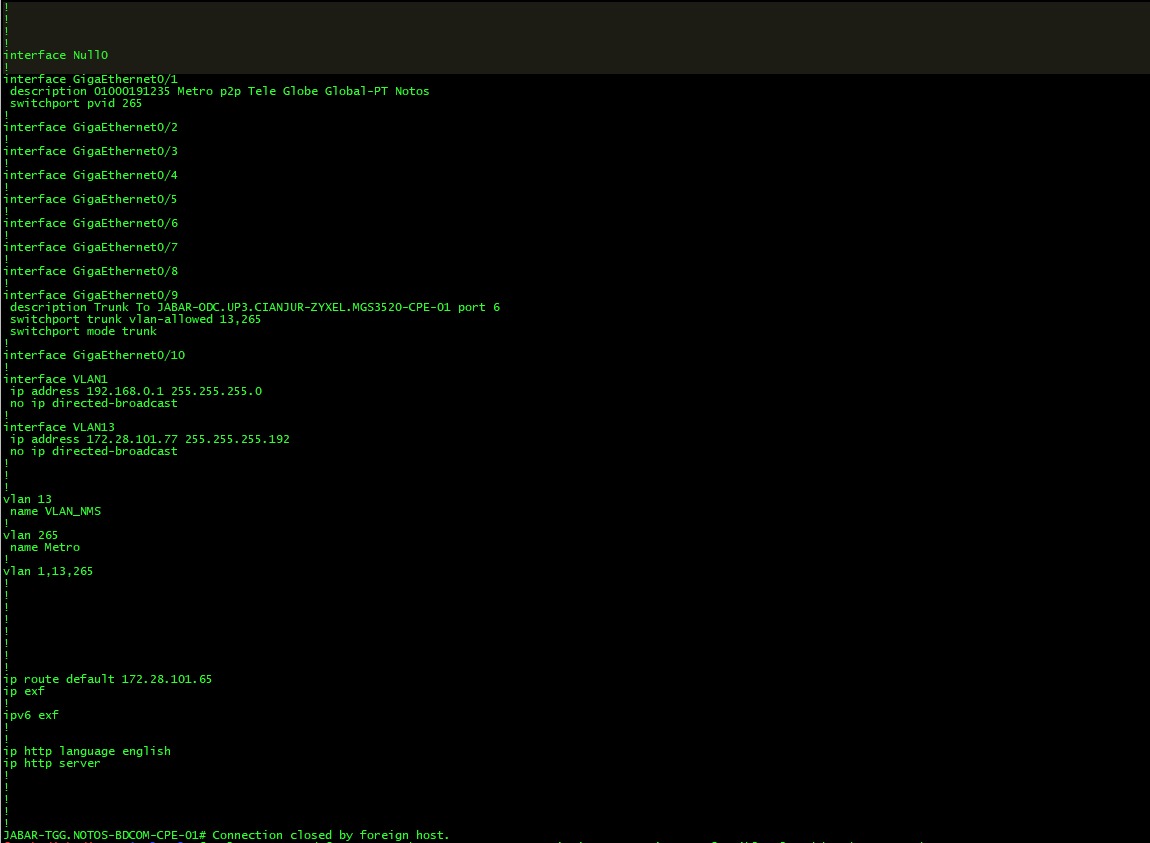 !
!
!
!
interface Null0
!
interface GigaEthernet0/1
 description 01000191235 Metro p2p Tele Globe Global-PT Notos
 switchport pvid 265
!
interface GigaEthernet0/2
!
interface GigaEthernet0/3
!
interface GigaEthernet0/4
!
interface GigaEthernet0/5
!
interface GigaEthernet0/6
!
interface GigaEthernet0/7
!
interface GigaEthernet0/8
!
interface GigaEthernet0/9
 description Trunk To JABAR-ODC.UP3.CIANJUR-ZYXEL.MGS3520-CPE-01 port 6
 switchport trunk vlan-allowed 13,265
 switchport mode trunk
!
interface GigaEthernet0/10
!
interface VLAN1
 ip address 192.168.0.1 255.255.255.0
 no ip directed-broadcast
!
interface VLAN13
 ip address 172.28.101.77 255.255.255.192
 no ip directed-broadcast
!
!
!
vlan 13
 name VLAN_NMS
!
vlan 265
 name Metro
!
vlan 1,13,265
!
!
!
!
!
!
!
!
ip route default 172.28.101.65
ip exf
!
ipv6 exf
!
!
ip http language english
ip http server
!
!
!
!
!
JABAR-TGG.NOTOS-BDCOM-CPE-01# Connection closed by foreign host.